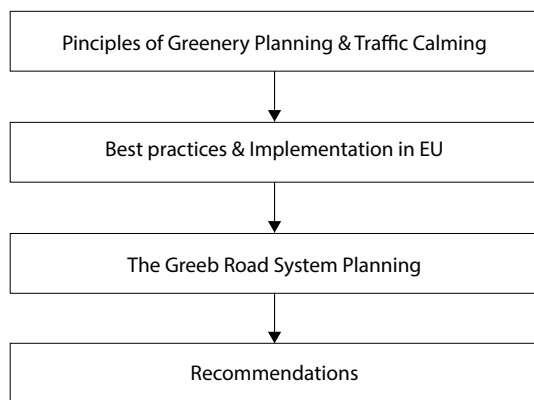 Pinciples of Greenery Planning & Traffic Calming
Best practices & Implementation in EU
The Greeb Road System Planning
Recommendations